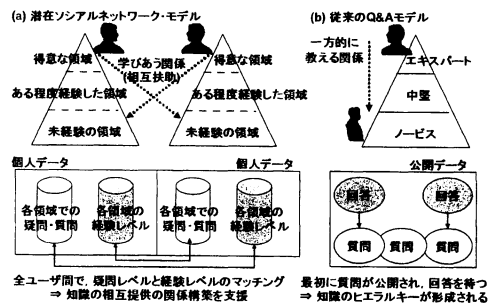 (a) 潜在ソシアルネットワーク・モデル
得意な領域
ある程度経験した領域
未経験の領域
学びあう関係
(相互扶助)
得意な領域
ある程度経験した領域
未経験の領域
個人データ
個人データ
各領域での
疑問・質問
各領域の
経験レベル
各領域での
疑問・質問
各領域の
経験レベル
全ユーザ間で，疑問レベルと経験レベルのマッチング
⇒ 知識の相互提供の関係構築を支援
(b) 従来のQ&Aモデル
一方的に
教える関係
エキスパート
中堅
ノービス
公開データ
回答
回答
質問
質問
質問
最初に質問が公開され，回答を待つ
⇒ 知識のヒエラルキーが形成される